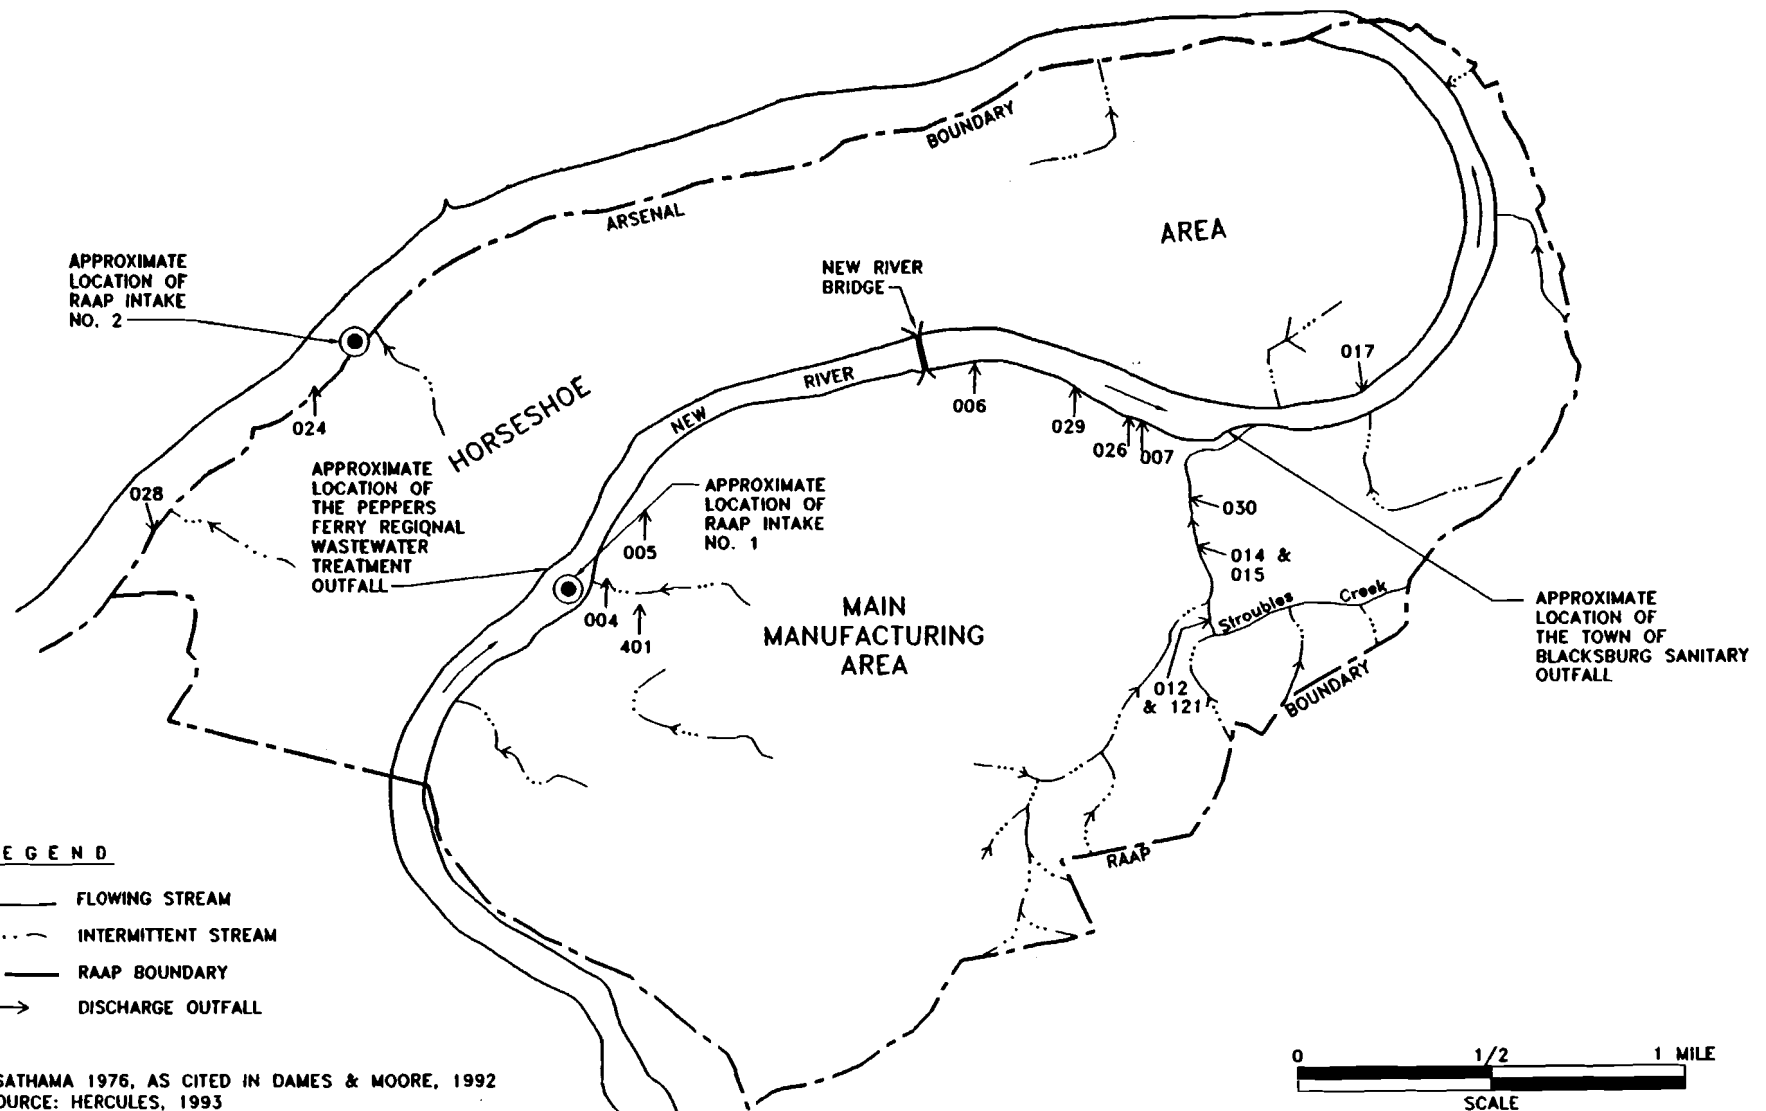 BOUNDARY
ARSENAL
AREA
APPROXIMATE
LOCATION OF
RAAP INTAKE
NO. 2
NEW RIVER
BRIDGE
017
006
029
026
007
NEW
RIVER
HORSESHOE
024
028
APPROXIMATE
LOCATION OF
THE PEPPERS
FERRY REGIONAL
WASTEWATER
TREATMENT
OUTFALL
APPROXIMATE
LOCATION OF
RAAP INTAKE
NO. 1
005
004
401
030
014 &
015
MAIN
MANUFACTURING
AREA
Stroubles Creek
012
& 121
APPROXIMATE
LOCATION OF
THE TOWN OF
BLACKSBURG SANITARY
OUTFALL
BOUNDARY
RAAP
EGEND
FLOWING STREAM
INTERMITTENT STREAM
RAAP BOUNDARY
DISCHARGE OUTFALL
SATHAMA 1976, AS CITED IN DAMES & MOORE, 1992
OURCE: HERCULES, 1993
0 1/2 1 MILE
SCALE